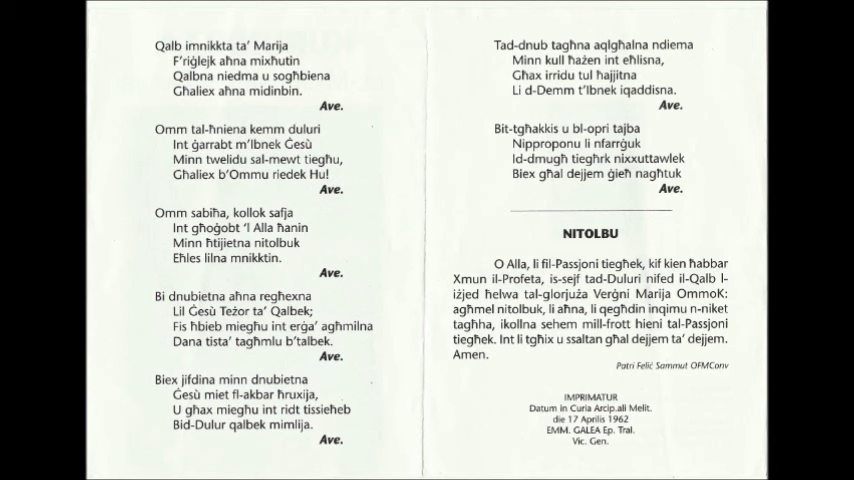 Qalb imnikkta ta' Marija
F'riġlejk aħna mixħutin
Qalbna niedma u sogħbiena
Għaliex aħna midinbin.
Ave.
Omm tal-ħniena kemm duluri
Int ġarrabt m'Ibnek Ġesù
Minn twelidu sal-mewt tiegħu,
Għaliex b'Ommu riedek Hu!
Ave.
Omm sabiħa, kollok safja
Int għoġobt 'l Alla ħanin
Minn ħtijietna nitolbuk
Eħles lilna mnikktin.
Ave.
Bi dnubietna aħna regħexna
Lil Ġesù Teżor ta' Qalbek;
Fis ħbieb miegħu int erġa' agħmilna
Dana tista' tagħmlu b'talbek.
Ave.
Biex jifdina minn dnubietna
Ġesù miet fl-akbar ħruxija,
U għax miegħu int ridt tissieħeb
Bid-Dulur qalbek mimlija.
Ave.
Tad-dnub tagħna aqlgħalna ndiema
Minn kull ħażen int eħlisna,
Għax irridu tul ħajjitna
Li d-Demm t'Ibnek iqaddisna.
Ave.
Bit-tgħakkis u bl-opri tajba
Nipproponu li nfarrġuk
Id-dmugħ tiegħrk nixxuttawlek
Biex għal dejjem ġieħ nagħtuk
Ave.
NITOLBU
O Alla, li fil-Passjoni tiegħek, kif kien ħabbar
Xmun il-Profeta, is-sejf tad-Duluri nifed il-Qalb l-
iżjed ħelwa tal-glorjuża Verġni Marija OmmoK:
agħmel nitolbuk, li aħna, li qegħdin inqimu n-niket
tagħha, ikollna sehem mill-frott hieni tal-Passjoni
tiegħek. Int li tgħix u ssaltan għal dejjem ta' dejjem.
Amen.
Patri Feliċ Sammut OFMConv
IMPRIMATUR
Datum in Curia Arcip.ali Melit.
die 17 Aprilis 1962
EMM. GALEA Ep. Tral.
Vic. Gen.